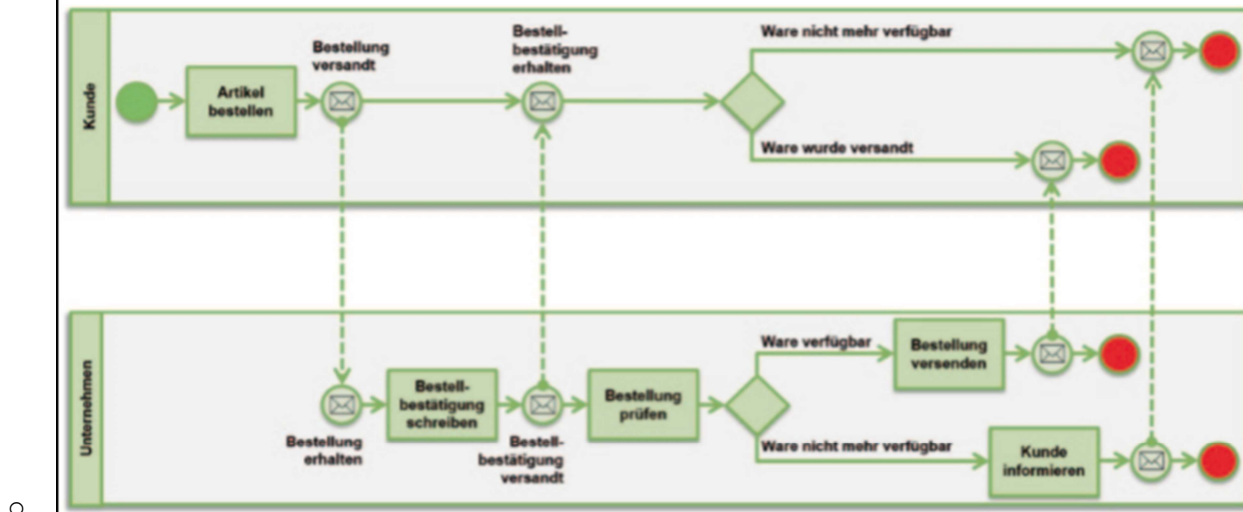 Kunde
Artikel
bestellen
Bestellung
versandt
Bestell-
bestätigung
erhalten
Ware nicht mehr verfügbar
Ware wurde versandt
Unternehmen
Bestellung
erhalten
Bestell-
bestätigung
schreiben
Bestell-
bestätigung
versandt
Bestellung
prüfen
Ware verfügbar
Bestellung
versenden
Ware nicht mehr verfügbar
Kunde
informieren